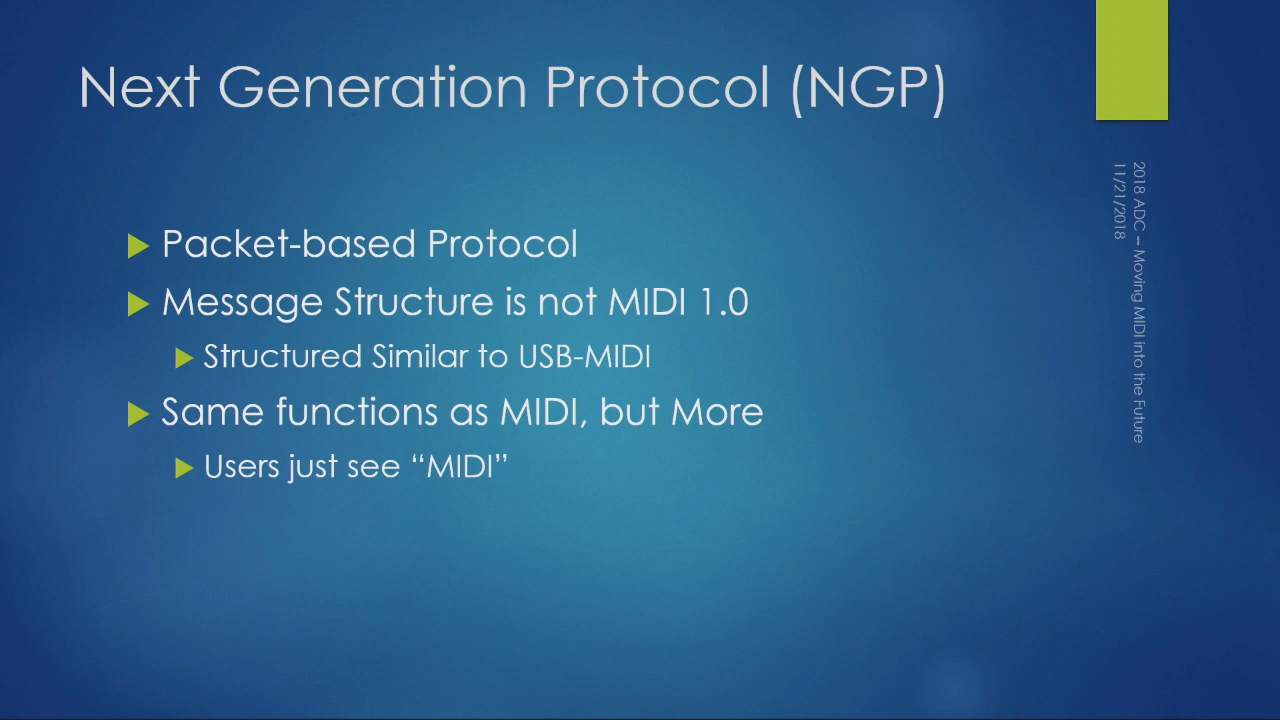 Next Generation Protocol (NGP)
Packet-based Protocol
Message Structure is not MIDI 1.0
Structured Similar to USB-MIDI
Same functions as MIDI, but More
Users just see “MIDI”
2018 ADC – Moving MIDI into the Future
11/21/2018